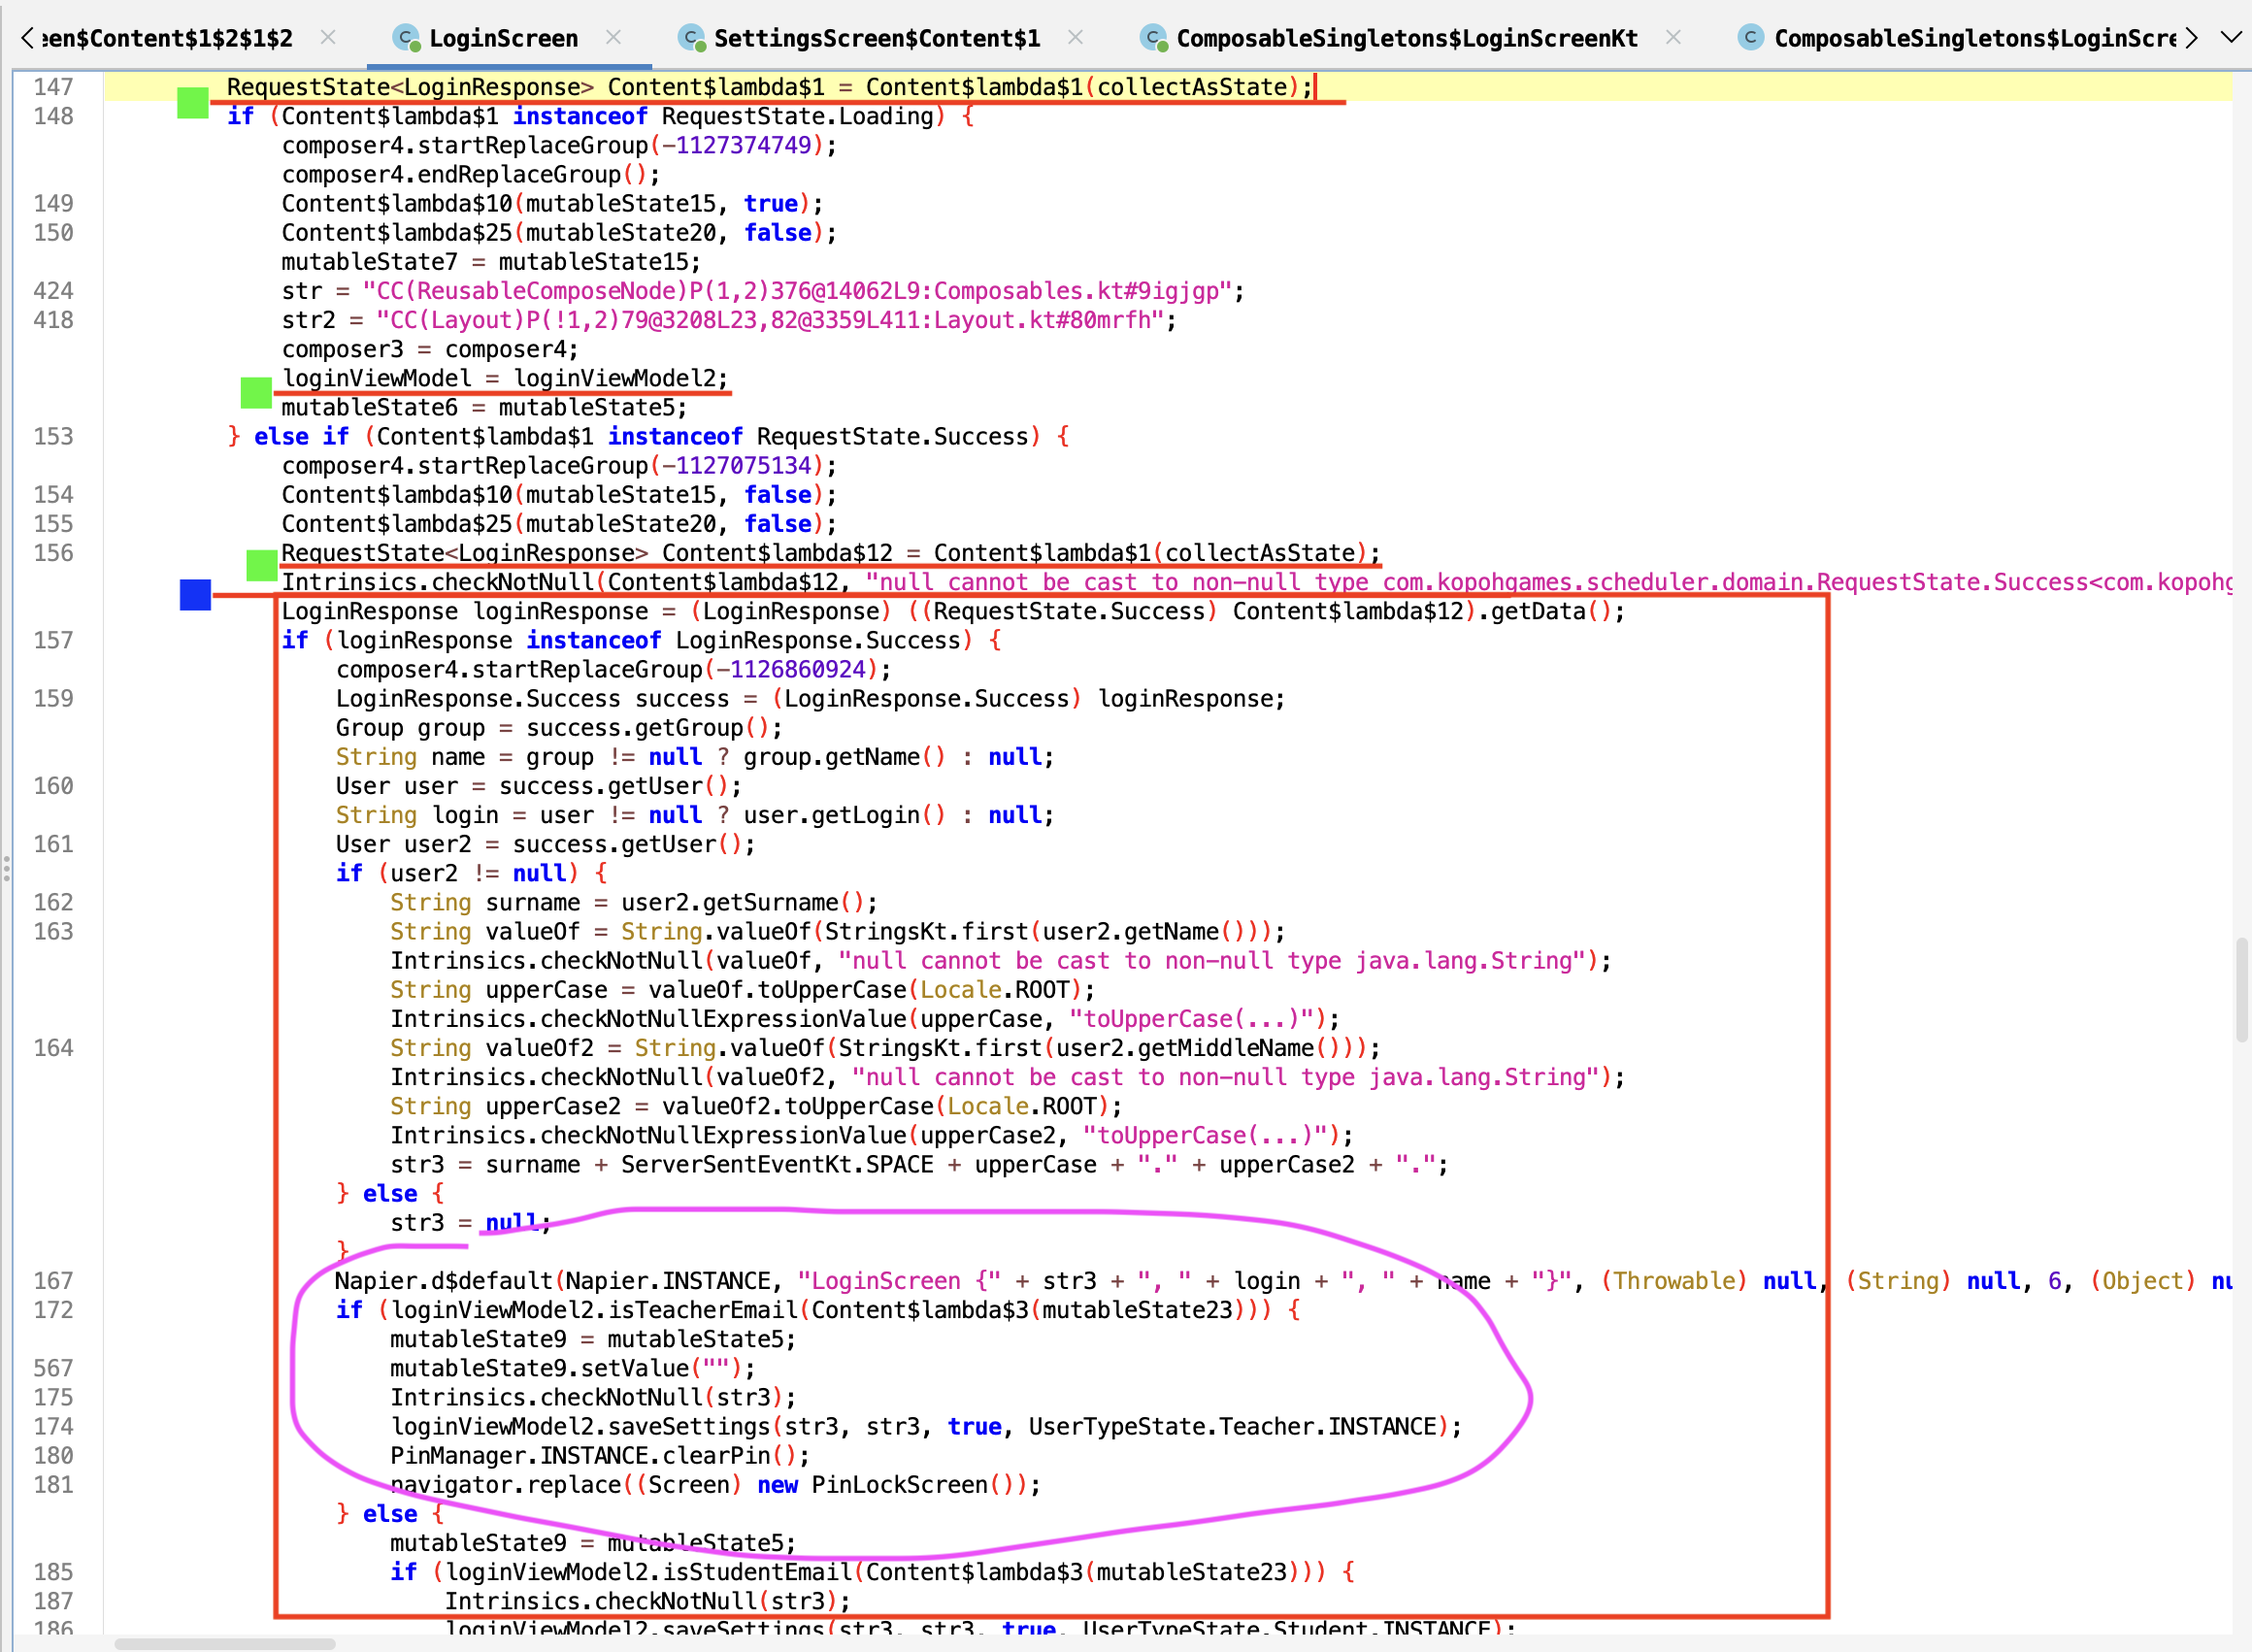 een$Content$1$2$1$2 LoginScreen SettingsScreen$Content$1 ComposableSingletons$LoginScreenKt ComposableSingletons$LoginScre
147 RequestState<LoginResponse> Content$lambda$1 = Content$lambda$1(collectAsState);
148 if (Content$lambda$1 instanceof RequestState.Loading) {
composer4.startReplaceGroup(-1127374749);
composer4.endReplaceGroup();
149 Content$lambda$10(mutableState15, true);
150 Content$lambda$25(mutableState20, false);
mutableState7 = mutableState15;
424 str = "CC(ReusableComposeNode)P(1,2)376@14062L9:Composables.kt#9igjgp";
418 str2 = "CC(Layout)P(!1,2)79@3208L23,82@3359L411:Layout.kt#80mrfh";
composer3 = composer4;
loginViewModel = loginViewModel2;
mutableState6 = mutableState5;
153 } else if (Content$lambda$1 instanceof RequestState.Success) {
composer4.startReplaceGroup(-1127075134);
154 Content$lambda$10(mutableState15, false);
155 Content$lambda$25(mutableState20, false);
156 RequestState<LoginResponse> Content$lambda$12 = Content$lambda$1(collectAsState);
Intrinsics.checkNotNull(Content$lambda$12, "null cannot be cast to non-null type com.kopohgames.scheduler.domain.RequestState.Success<com.kopohg
LoginResponse loginResponse = (LoginResponse) ((RequestState.Success) Content$lambda$12).getData();
157 if (loginResponse instanceof LoginResponse.Success) {
composer4.startReplaceGroup(-1126860924);
159 LoginResponse.Success success = (LoginResponse.Success) loginResponse;
Group group = success.getGroup();
String name = group != null ? group.getName() : null;
160 User user = success.getUser();
String login = user != null ? user.getLogin() : null;
161 User user2 = success.getUser();
if (user2 != null) {
162 String surname = user2.getSurname();
163 String valueOf = String.valueOf(StringsKt.first(user2.getName()));
Intrinsics.checkNotNull(valueOf, "null cannot be cast to non-null type java.lang.String");
String upperCase = valueOf.toUpperCase(Locale.ROOT);
Intrinsics.checkNotNullExpressionValue(upperCase, "toUpperCase(...)");
164 String valueOf2 = String.valueOf(StringsKt.first(user2.getMiddleName()));
Intrinsics.checkNotNull(valueOf2, "null cannot be cast to non-null type java.lang.String");
String upperCase2 = valueOf2.toUpperCase(Locale.ROOT);
Intrinsics.checkNotNullExpressionValue(upperCase2, "toUpperCase(...)");
str3 = surname + ServerSentEventKt.SPACE + upperCase + "." + upperCase2 + ".";
} else {
str3 = null;
}
167 Napier.d$default(Napier.INSTANCE, "LoginScreen {" + str3 + ", " + login + ", " + name + "}", (Throwable) null, (String) null, 6, (Object) nu
172 if (loginViewModel2.isTeacherEmail(Content$lambda$3(mutableState23))) {
mutableState9 = mutableState5;
567 mutableState9.setValue("");
175 Intrinsics.checkNotNull(str3);
174 loginViewModel2.saveSettings(str3, str3, true, UserTypeState.Teacher.INSTANCE);
180 PinManager.INSTANCE.clearPin();
181 navigator.replace((Screen) new PinLockScreen());
} else {
mutableState9 = mutableState5;
185 if (loginViewModel2.isStudentEmail(Content$lambda$3(mutableState23))) {
187 Intrinsics.checkNotNull(str3);
186 loginViewModel2.saveSettings(str3, str3, true, UserTypeState.Student.INSTANCE);